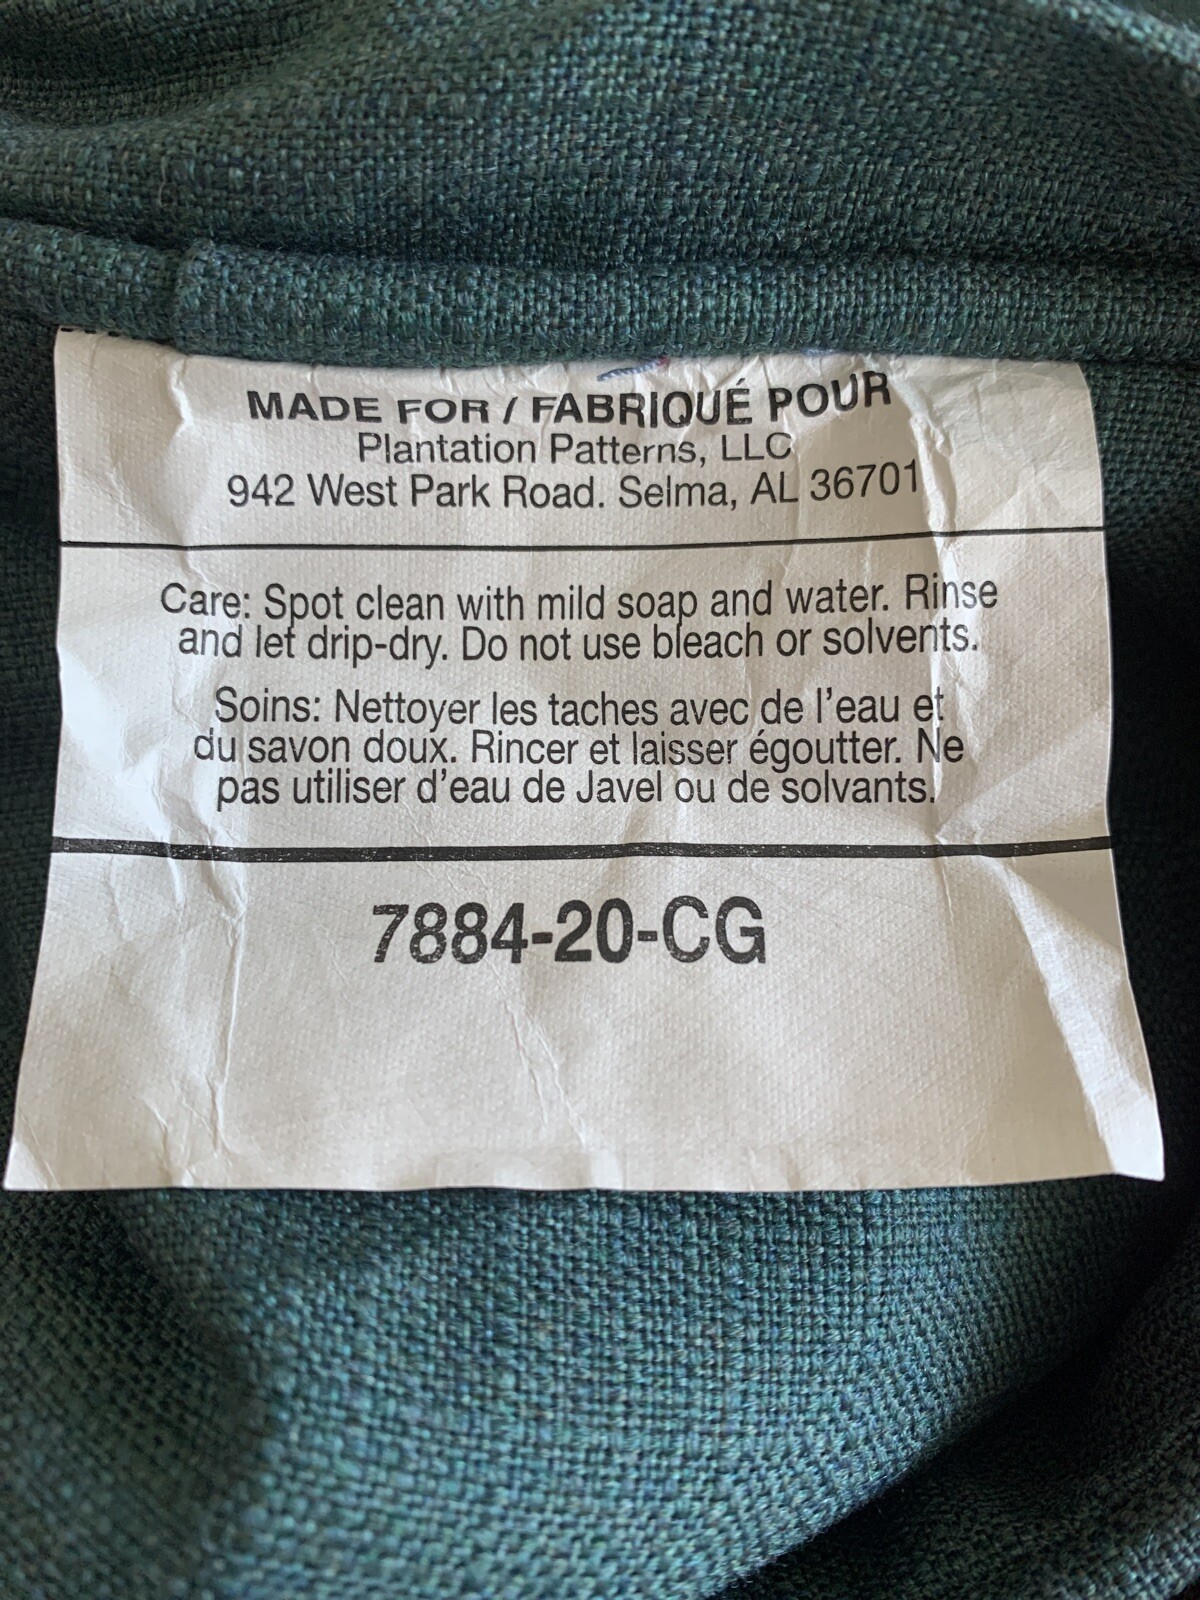 MADE FOR / FABRIQUÉ POUR
Plantation Patterns, LLC
942 West Park Road. Selma, AL 36701
Care: Spot clean with mild soap and water. Rinse
and let drip-dry. Do not use bleach or solvents.
Soins: Nettoyer les taches avec de l'eau et
du savon doux. Rincer et laisser égoutter. Ne
pas utiliser d'eau de Javel ou de solvants.
7884-20-CG